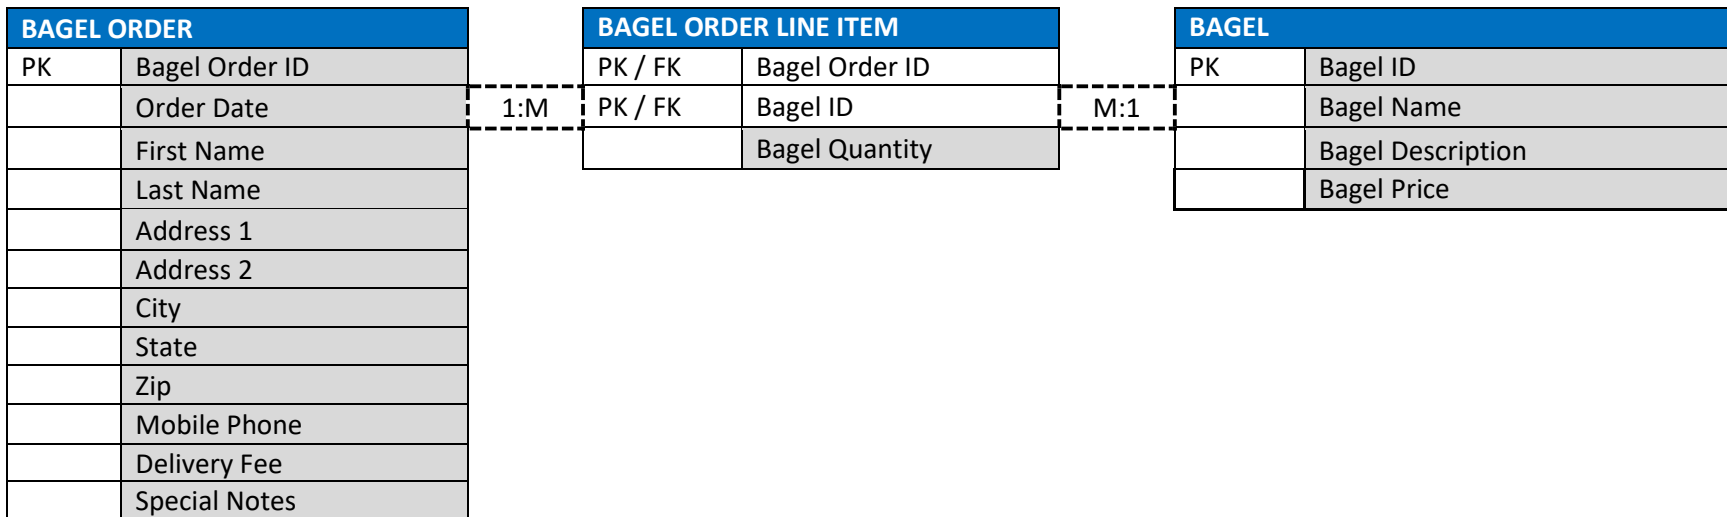 BAGEL ORDER
PK Bagel Order ID
Order Date
First Name
Last Name
Address 1
Address 2
City
State
Zip
Mobile Phone
Delivery Fee
Special Notes
1:M
BAGEL ORDER LINE ITEM
PK / FK Bagel Order ID
PK / FK Bagel ID
Bagel Quantity
M:1
BAGEL
PK Bagel ID
Bagel Name
Bagel Description
Bagel Price